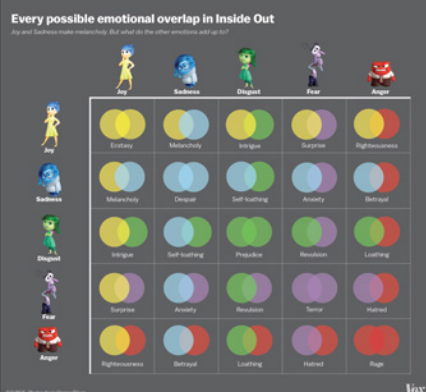 Every possible emotional overlap in Inside Out
Joy and Sadness make melancholy. But what do the other emotions add up to?
Joy Sadness Disgust Fear Anger
Joy
Ecstasy Melancholy Intrigue Surprise Righteousness
Sadness
Melancholy Despair Self-loathing Anxiety Betrayal
Disgust
Intrigue Self-loathing Prejudice Revulsion Loathing
Fear
Surprise Anxiety Revulsion Terror Hatred
Anger
Righteousness Betrayal Loathing Hatred Rage
Vox